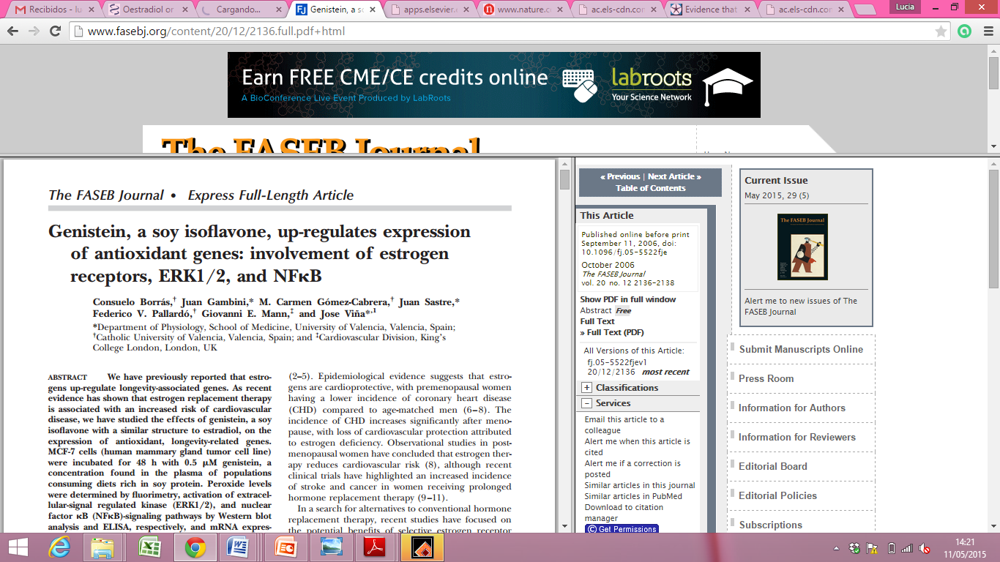 Recibidos - lu
Oestradiol or
Cargando...
Genistein, a so
apps.elsevier.
www.nature.c
ac.els-cdn.con
Evidence that
ac.els-cdn.con
Lucia
www.fasebj.org/content/20/12/2136.full.pdf+html
Earn FREE CME/CE credits online
A BioConference Live Event Produced by LabRoots
labroots
Your Science Network
The FASEB Journal
The FASEB Journal • Express Full-Length Article
Genistein, a soy isoflavone, up-regulates expression
of antioxidant genes: involvement of estrogen
receptors, ERK1/2, and NFκB
Consuelo Borrás,† Juan Gambini,* M. Carmen Gómez-Cabrera,† Juan Sastre,*
Federico V. Pallardó,† Giovanni E. Mann,‡ and Jose Viña*,1
*Department of Physiology, School of Medicine, University of Valencia, Valencia, Spain;
†Catholic University of Valencia, Valencia, Spain; and ‡Cardiovascular Division, King's
College London, London, UK
ABSTRACT We have previously reported that estro-
gens up-regulate longevity-associated genes. As recent
evidence has shown that estrogen replacement therapy
is associated with an increased risk of cardiovascular
disease, we have studied the effects of genistein, a soy
isoflavone with a similar structure to estradiol, on the
expression of antioxidant, longevity-related genes.
MCF-7 cells (human mammary gland tumor cell line)
were incubated for 48 h with 0.5 μM genistein, a
concentration found in the plasma of populations
consuming diets rich in soy protein. Peroxide levels
were determined by fluorimetry, activation of extracel-
lular-signal regulated kinase (ERK1/2), and nuclear
factor κB (NFκB)-signaling pathways by Western blot
analysis and ELISA, respectively, and mRNA expres-
(2–5). Epidemiological evidence suggests that estro-
gens are cardioprotective, with premenopausal women
having a lower incidence of coronary heart disease
(CHD) compared to age-matched men (6–8). The
incidence of CHD increases significantly after meno-
pause, with loss of cardiovascular protection attributed
to estrogen deficiency. Observational studies in post-
menopausal women have concluded that estrogen ther-
apy reduces cardiovascular risk (8), although recent
clinical trials have highlighted an increased incidence
of stroke and cancer in women receiving prolonged
hormone replacement therapy (9–11).
In a search for alternatives to conventional hormone
replacement therapy, recent studies have focused on
the potential benefits of selective estrogen receptor
« Previous | Next Article »
Table of Contents
This Article
Published online before print
September 11, 2006, doi:
10.1096/fj.05-5522fje
October 2006
The FASEB Journal
vol. 20 no. 12 2136-2138
Show PDF in full window
Abstract Free
Full Text
» Full Text (PDF)
All Versions of this Article:
fj.05-5522fjev1
20/12/2136 most recent
+ Classifications
− Services
Email this article to a
colleague
Alert me when this article is
cited
Alert me if a correction is
posted
Similar articles in this journal
Similar articles in PubMed
Download to citation
manager
© Get Permissions
Current Issue
May 2015, 29 (5)
The FASEB Journal
Alert me to new issues of The
FASEB Journal
Submit Manuscripts Online
Press Room
Information for Authors
Information for Reviewers
Editorial Board
Editorial Policies
Subscriptions
14:21
11/05/2015